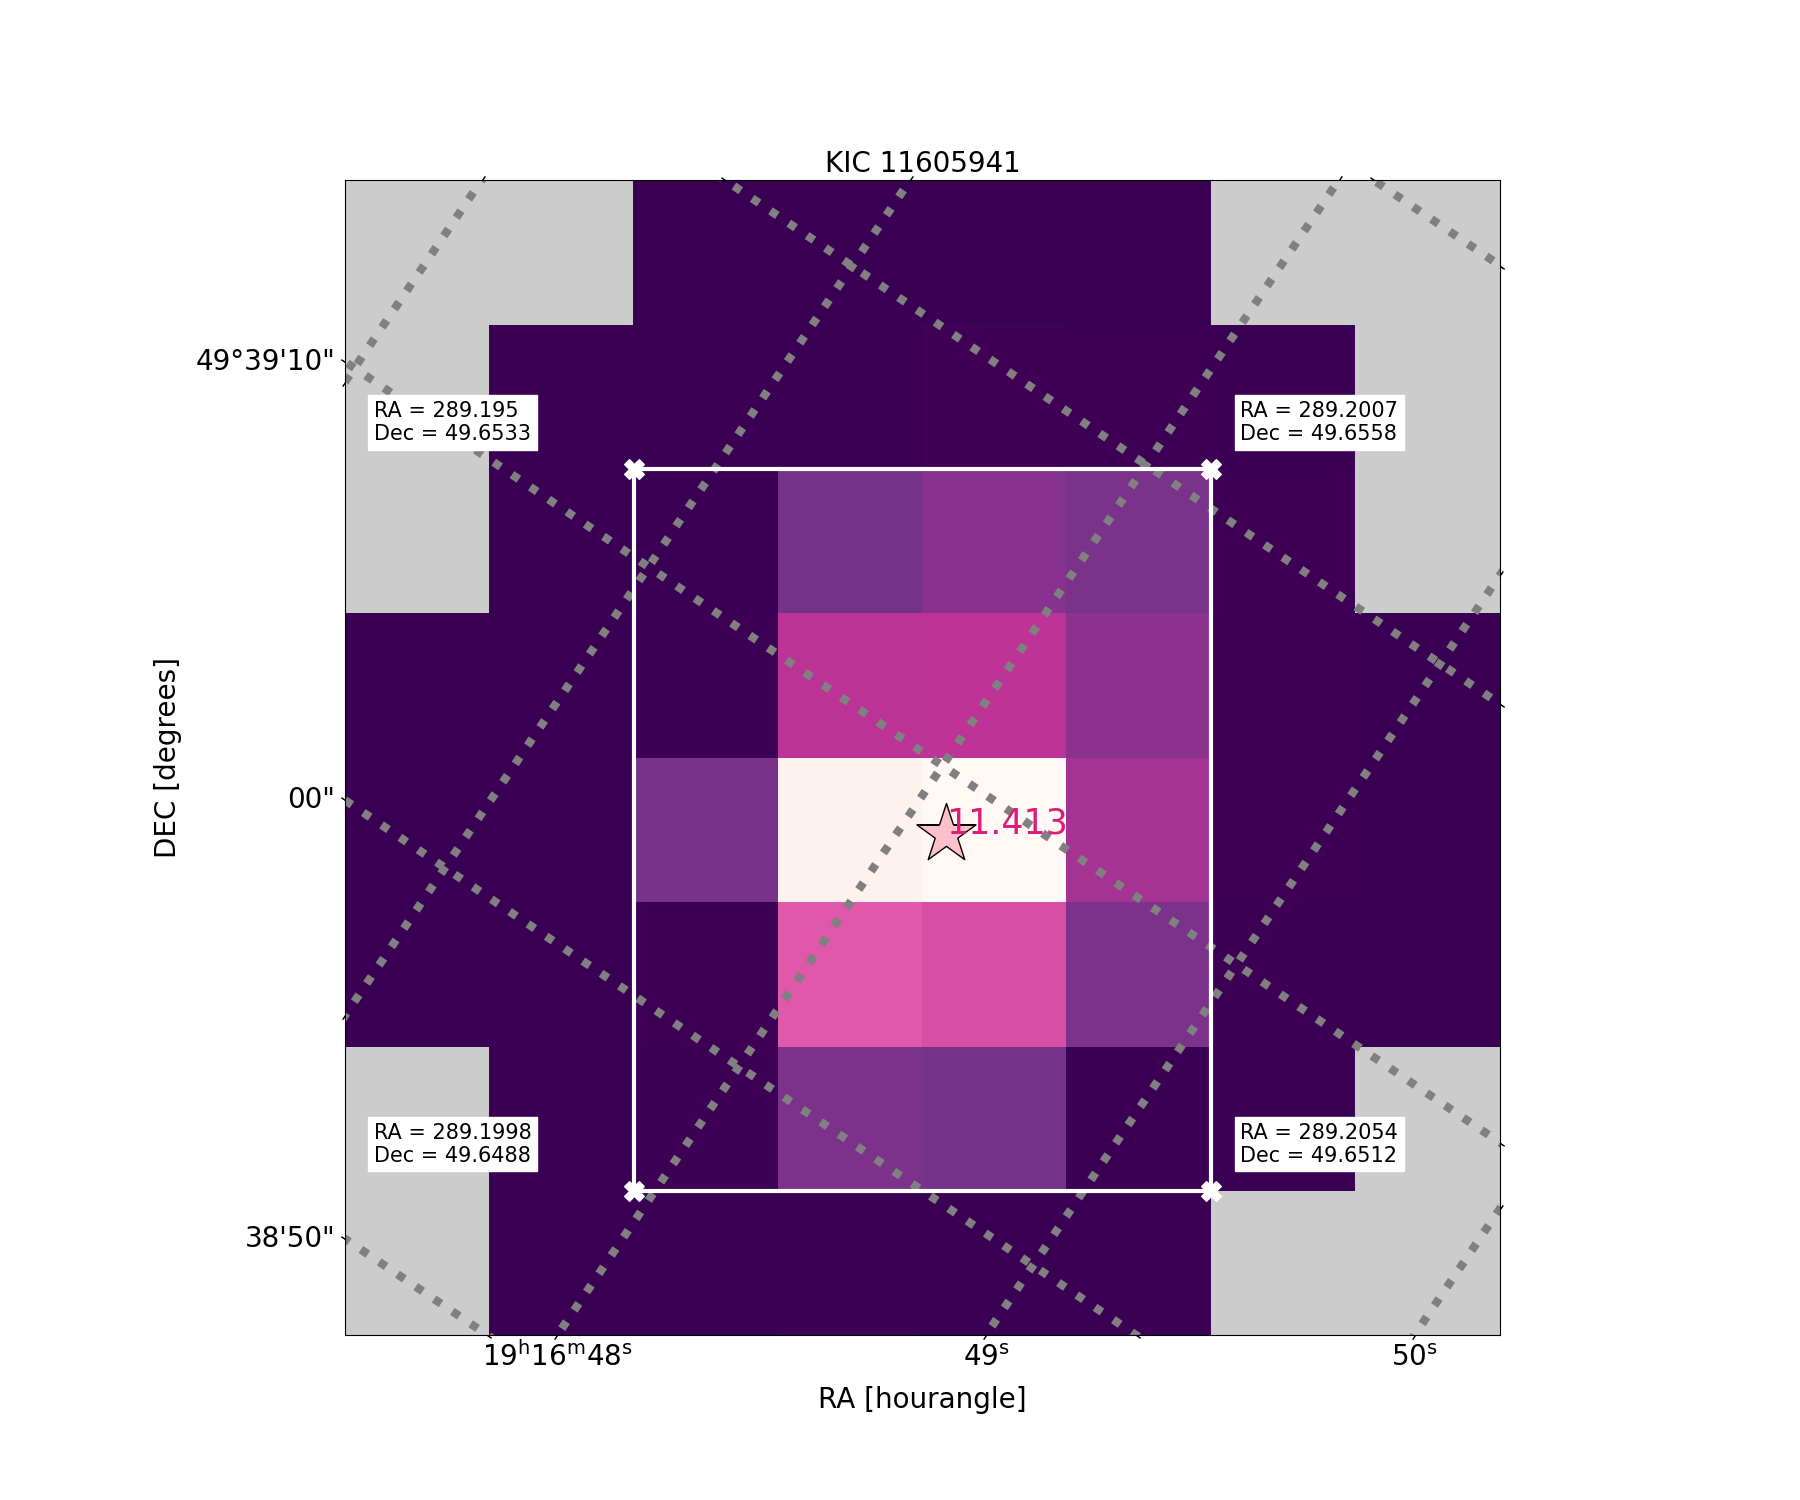 KIC 11605941
49°39'10"
RA = 289.195
Dec = 49.6533
RA = 289.2007
Dec = 49.6558
DEC [degrees]
00"
11.413
RA = 289.1998
Dec = 49.6488
RA = 289.2054
Dec = 49.6512
38'50"
19ʰ16ᵐ48ˢ
49ˢ
50ˢ
RA [hourangle]